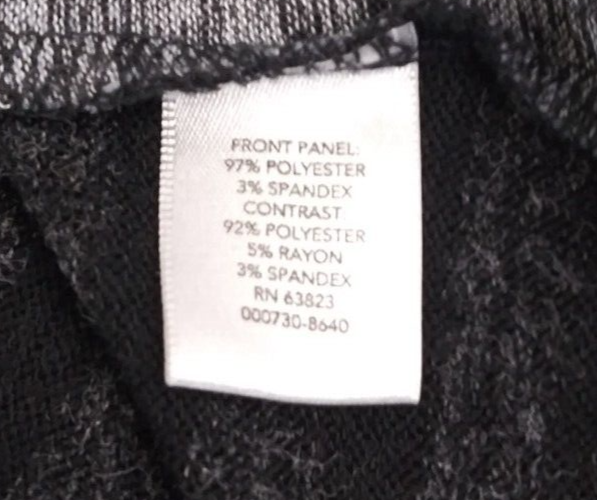 FRONT PANEL:
97% POLYESTER
3% SPANDEX
CONTRAST
92% POLYESTER
5% RAYON
3% SPANDEX
RN 63823
000730-8640